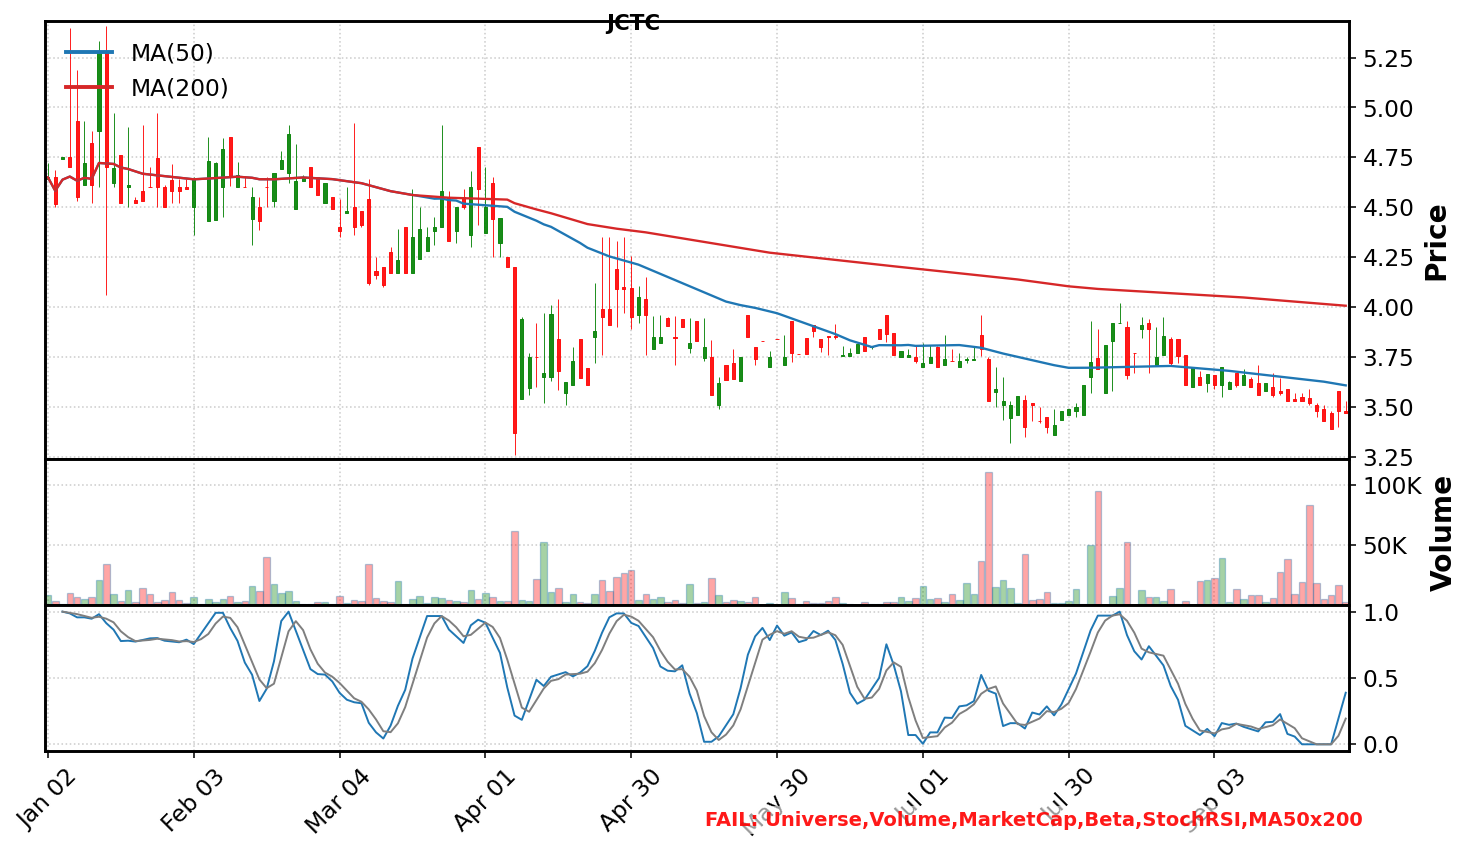 JCTC
MA(50)
MA(200)
5.25
5.00
4.75
4.50
4.25
4.00
3.75
3.50
3.25
Price
100K
50K
Volume
1.0
0.5
0.0
Jan 02
Feb 03
Mar 04
Apr 01
Apr 30
May 30
Jul 01
Jul 30
Sep 03
FAIL: Universe,Volume,MarketCap,Beta,StochRSI,MA50x200